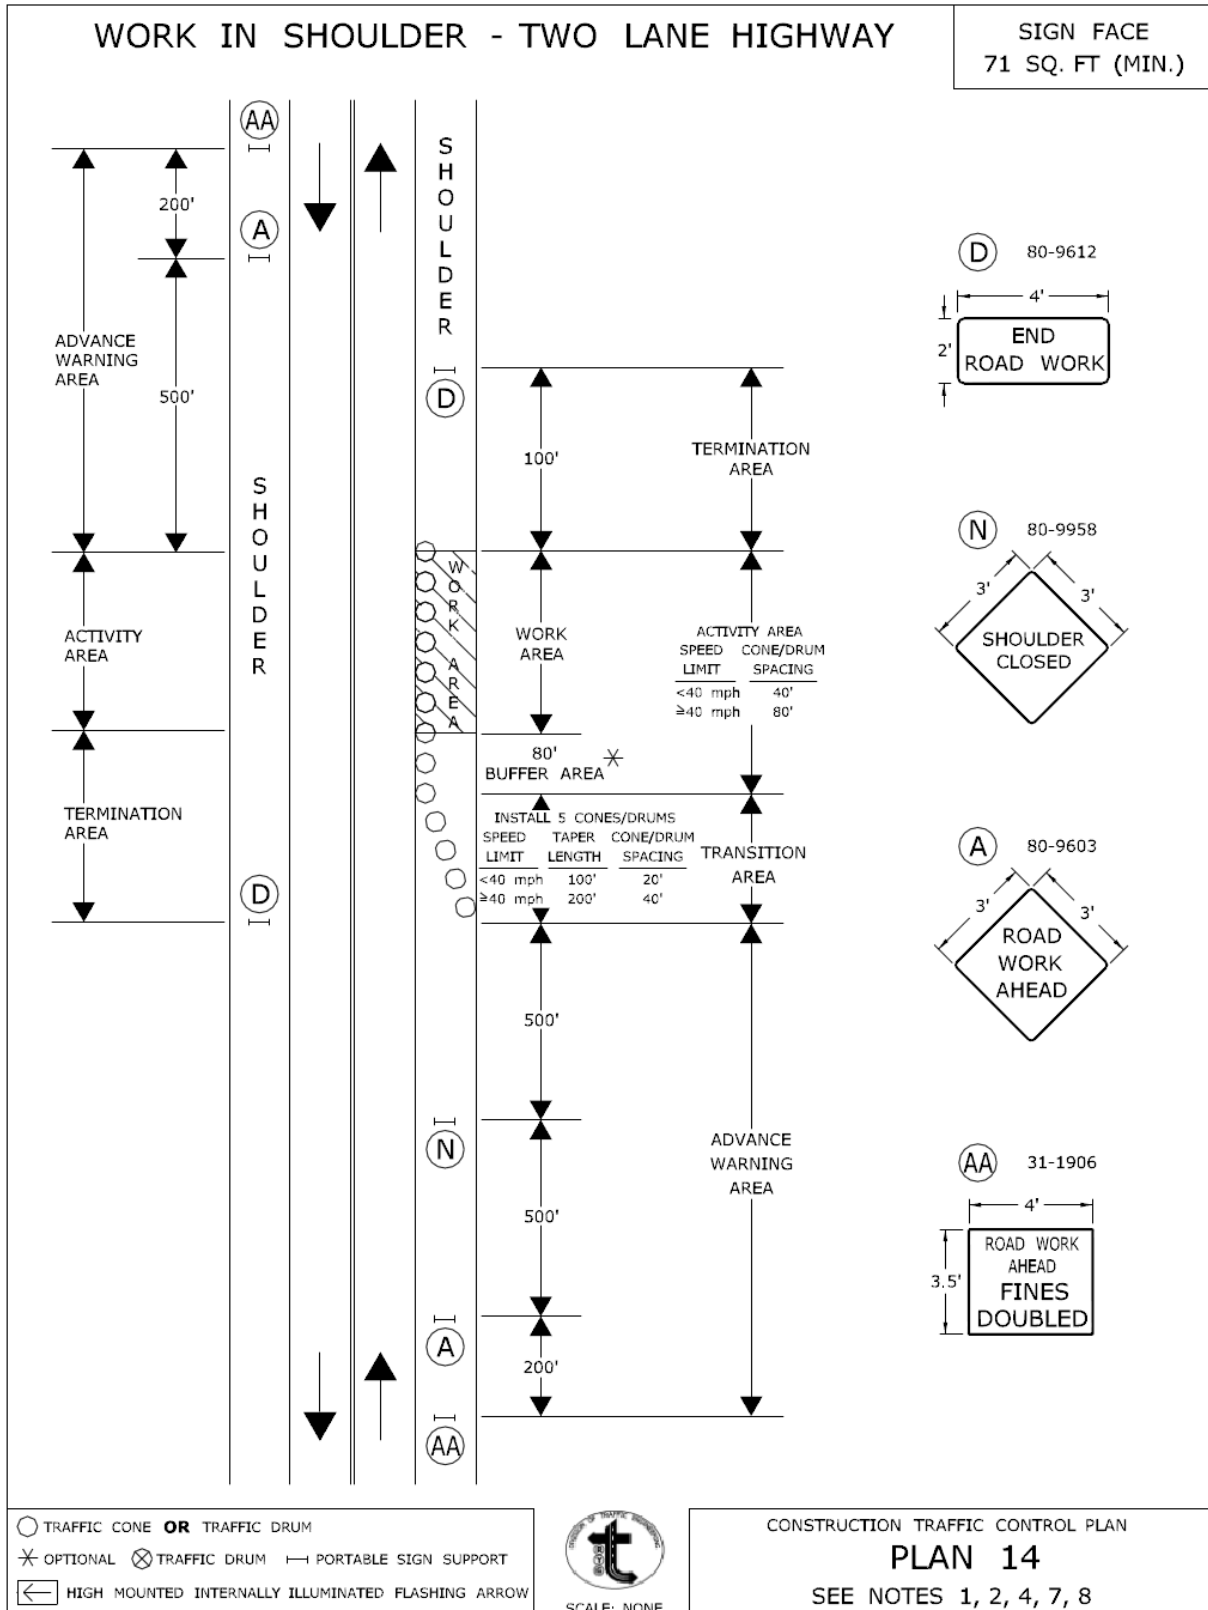 WORK IN SHOULDER - TWO LANE HIGHWAY
SIGN FACE
71 SQ. FT (MIN.)
AA
200'
A
ADVANCE
WARNING
AREA
500'
SHOULDER
ACTIVITY
AREA
TERMINATION
AREA
D
SHOULDER
D
100'
TERMINATION
AREA
WORK AREA
WORK
AREA
ACTIVITY AREA
SPEED CONE/DRUM
LIMIT SPACING
<40 mph 40'
≥40 mph 80'
80'
BUFFER AREA *
INSTALL 5 CONES/DRUMS
SPEED TAPER CONE/DRUM
LIMIT LENGTH SPACING
<40 mph 100' 20'
≥40 mph 200' 40'
TRANSITION
AREA
500'
N
500'
ADVANCE
WARNING
AREA
A
200'
AA
D 80-9612
4'
2'
END
ROAD WORK
N 80-9958
3' 3'
SHOULDER
CLOSED
A 80-9603
3' 3'
ROAD
WORK
AHEAD
AA 31-1906
4'
3.5'
ROAD WORK
AHEAD
FINES
DOUBLED
TRAFFIC CONE OR TRAFFIC DRUM
* OPTIONAL TRAFFIC DRUM PORTABLE SIGN SUPPORT
HIGH MOUNTED INTERNALLY ILLUMINATED FLASHING ARROW
SCALE: NONE
CONSTRUCTION TRAFFIC CONTROL PLAN
PLAN 14
SEE NOTES 1, 2, 4, 7, 8